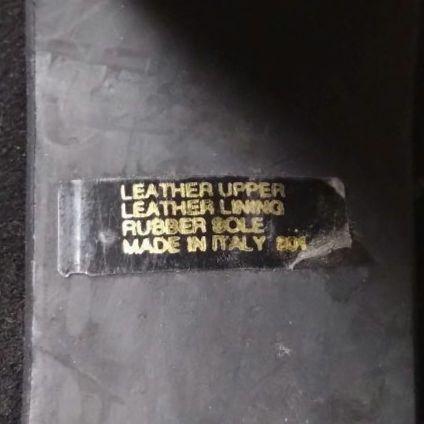 LEATHER UPPER
LEATHER LINING
RUBBER SOLE
MADE IN ITALY